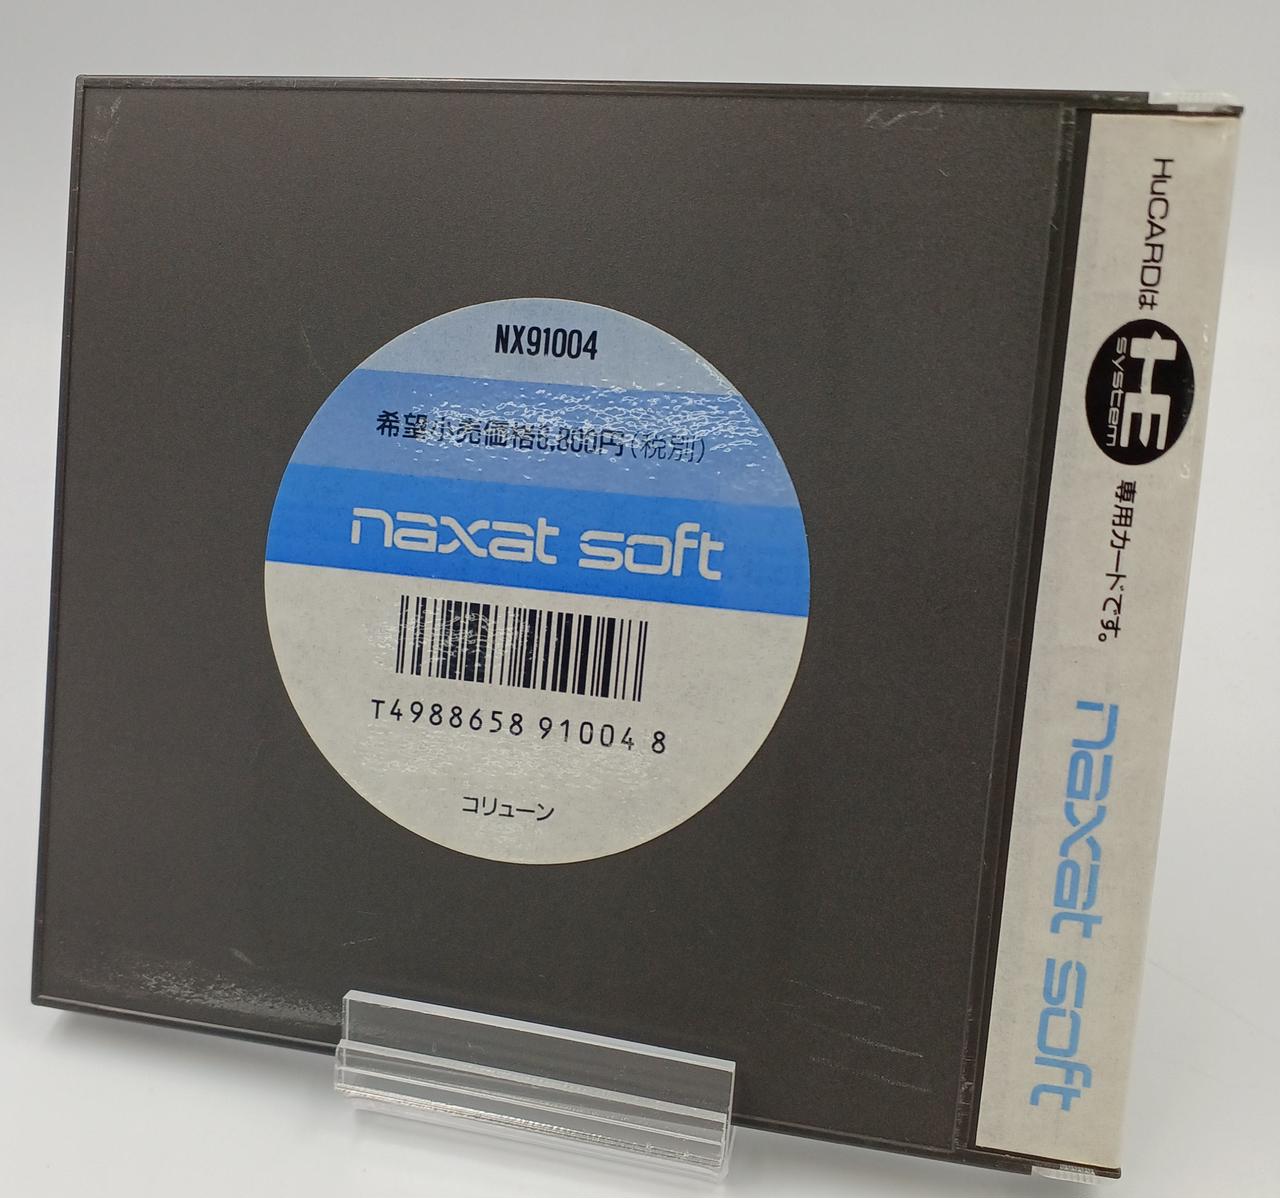 NX91004
希望小売価格6,800円(税別)
naxat soft
T4988658 91004 8
コリューン
HuCARDは
HE
system
専用カードです。
naxat soft